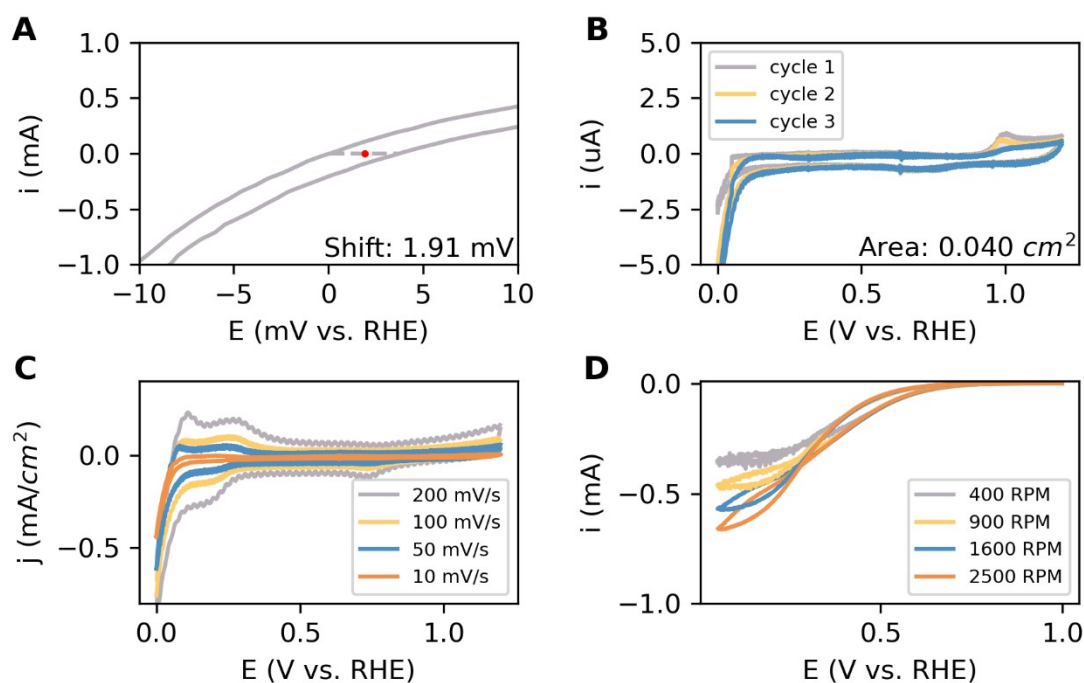 A
1.0
0.5
0.0
−0.5
−1.0
i (mA)
Shift: 1.91 mV
−10
−5
0
5
10
E (mV vs. RHE)
B
5.0
2.5
0.0
−2.5
−5.0
i (uA)
cycle 1
cycle 2
cycle 3
Area: 0.040 cm²
0.0
0.5
1.0
E (V vs. RHE)
C
0.0
−0.5
j (mA/cm²)
200 mV/s
100 mV/s
50 mV/s
10 mV/s
0.0
0.5
1.0
E (V vs. RHE)
D
0.0
−0.5
−1.0
i (mA)
400 RPM
900 RPM
1600 RPM
2500 RPM
0.5
1.0
E (V vs. RHE)